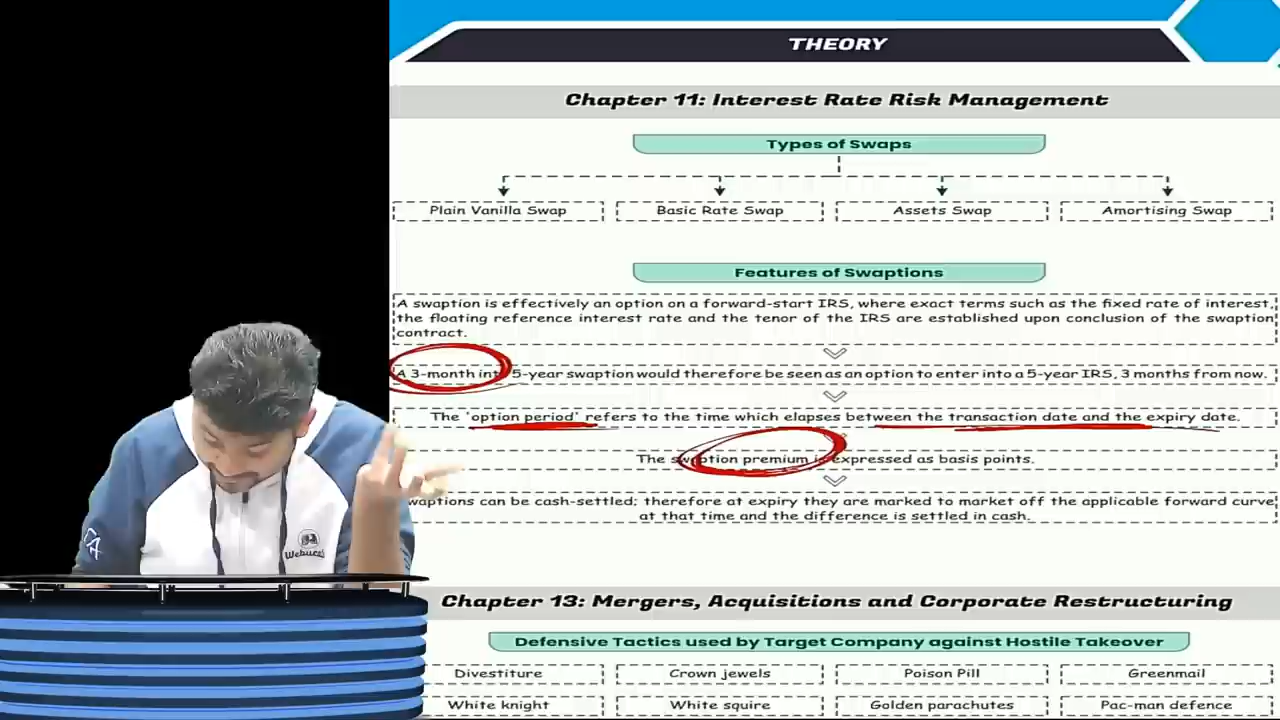 THEORY
Chapter 11: Interest Rate Risk Management
Types of Swaps
Plain Vanilla Swap
Basic Rate Swap
Assets Swap
Amortising Swap
Features of Swaptions
A swaption is effectively an option on a forward-start IRS, where exact terms such as the fixed rate of interest,
the floating reference interest rate and the tenor of the IRS are established upon conclusion of the swaption
contract.
A 3-month into 5-year swaption would therefore be seen as an option to enter into a 5-year IRS, 3 months from now.
The 'option period' refers to the time which elapses between the transaction date and the expiry date.
The swaption premium is expressed as basis points.
waptions can be cash-settled; therefore at expiry they are marked to market off the applicable forward curve
at that time and the difference is settled in cash.
Chapter 13: Mergers, Acquisitions and Corporate Restructuring
Defensive Tactics used by Target Company against Hostile Takeover
Divestiture
Crown jewels
Poison Pill
Greenmail
White knight
White squire
Golden parachutes
Pac-man defence
CA